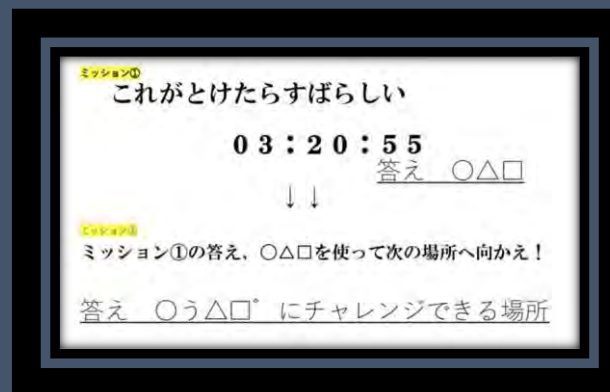 ミッション①
これがとけたらすばらしい
03：20：55
答え　○△□
↓↓
ミッション②
ミッション①の答え、○△□を使って次の場所へ向かえ！
答え　○う△□゜にチャレンジできる場所